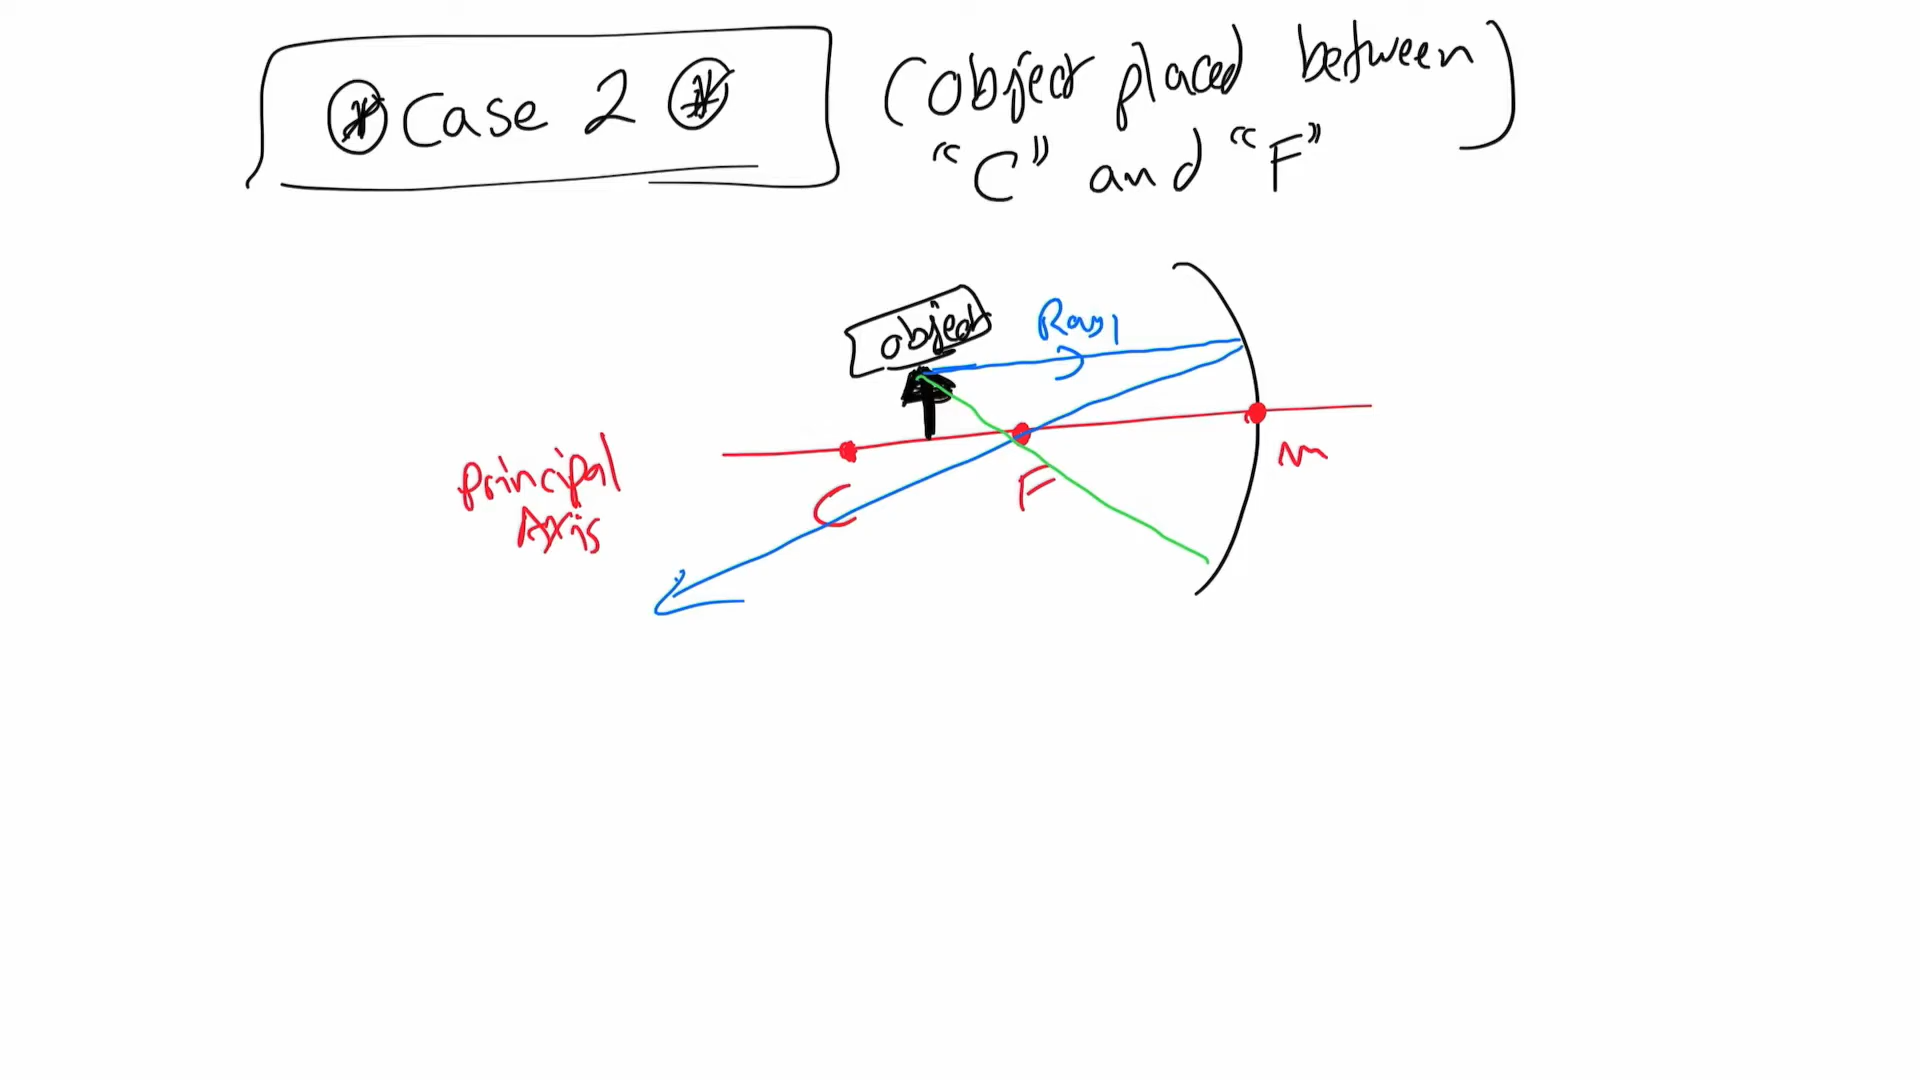 * Case 2 *
(object placed between
"C" and "F")
object
Ray 1
Principal
Axis
C
F
m